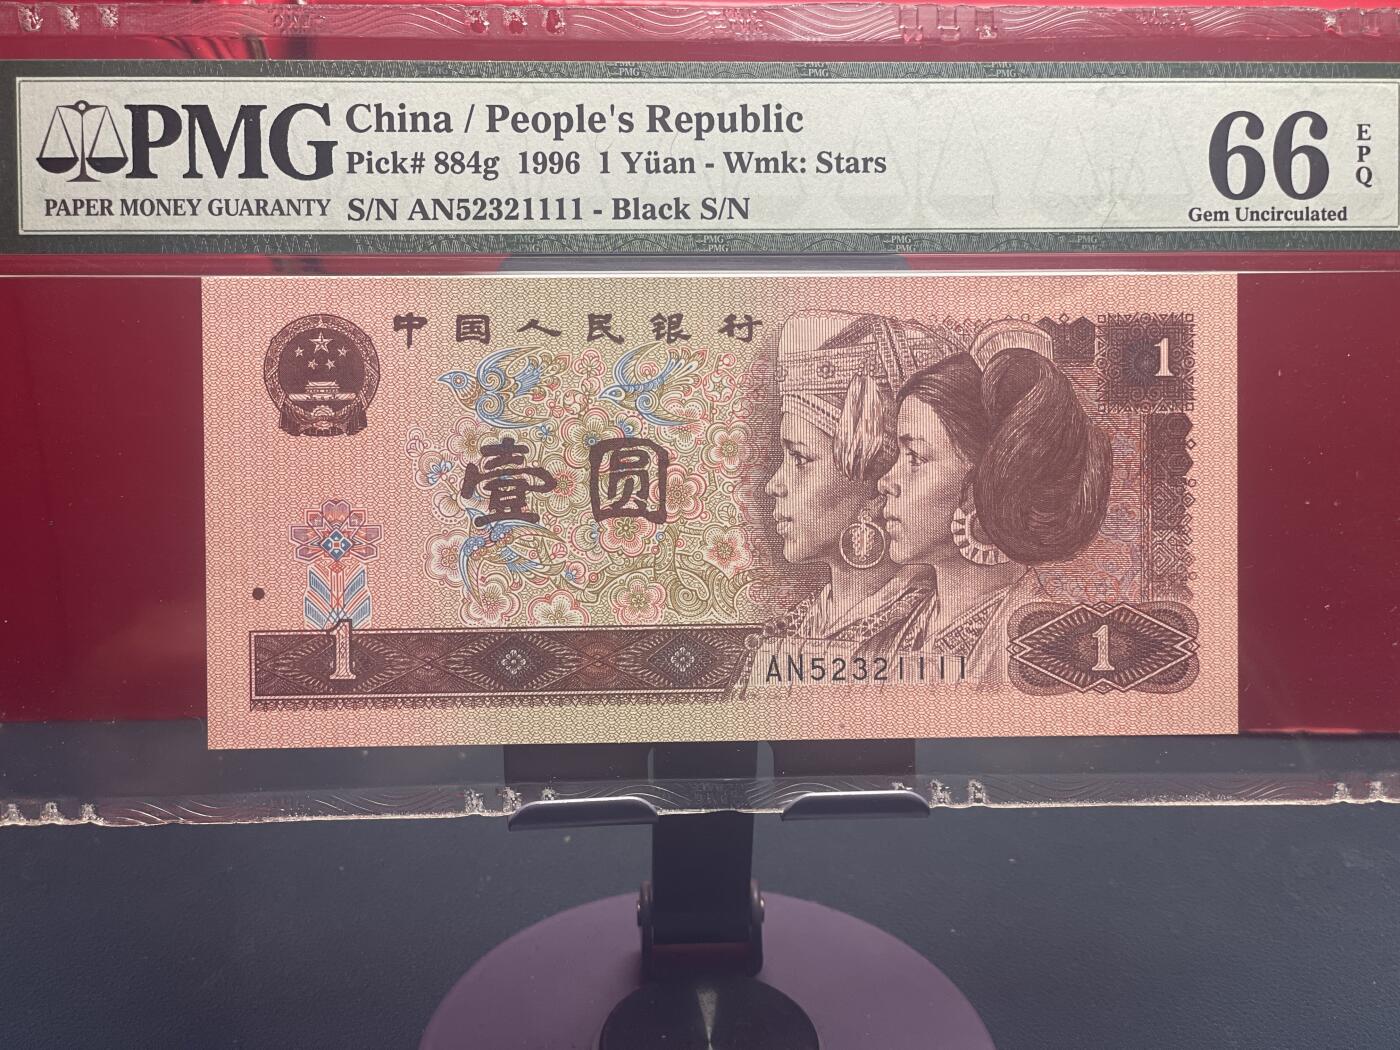 PMG
PAPER MONEY GUARANTY
China / People's Republic
Pick# 884g 1996 1 Yüan - Wmk: Stars
S/N AN52321111 - Black S/N
66
EPQ
Gem Uncirculated
中国人民银行
1
壹圆
1
AN52321111
1